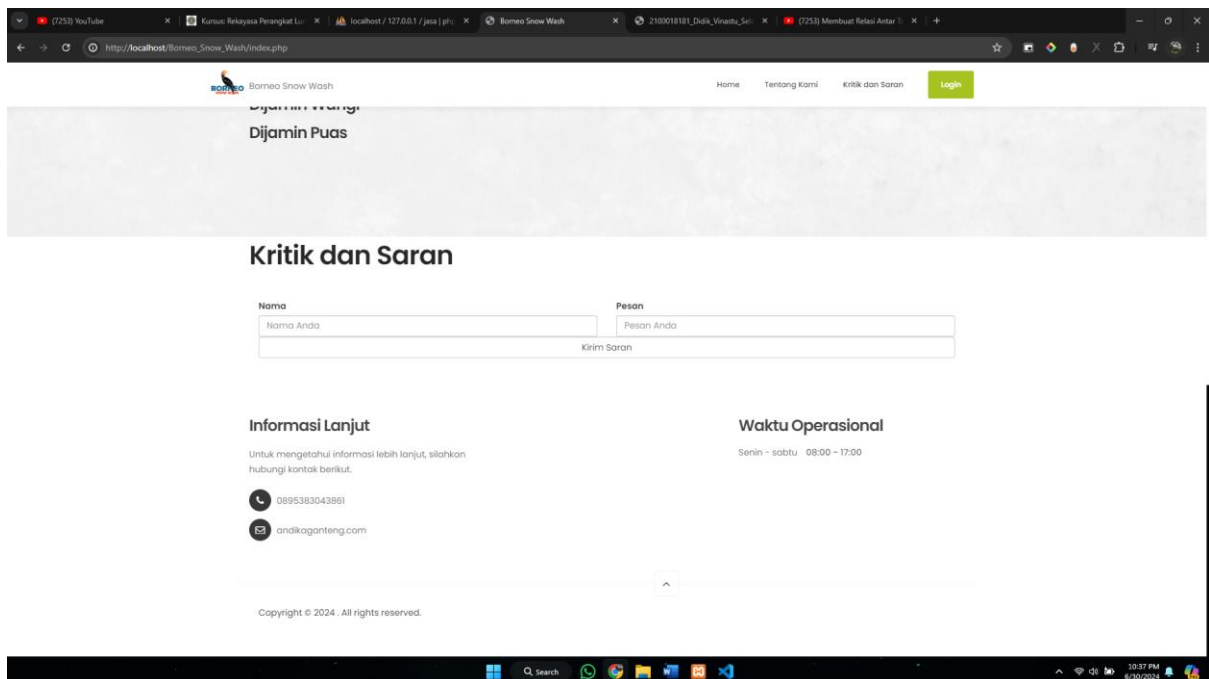 (7253) YouTube
Kursus: Rekayasa Perangkat Lu
localhost / 127.0.0.1 / jasa | ph
Borneo Snow Wash
2100018181_Didik_Vinastu_Sel
(7253) Membuat Relasi Antar T
http://localhost/Borneo_Snow_Wash/index.php
BORNEO
Borneo Snow Wash
Home
Tentang Kami
Kritik dan Saran
Login
Dijamin Wangi
Dijamin Puas
Kritik dan Saran
Nama
Pesan
Nama Anda
Pesan Anda
Kirim Saran
Informasi Lanjut
Waktu Operasional
Untuk mengetahui informasi lebih lanjut, silahkan
hubungi kontak berikut.
Senin - sabtu 08:00 - 17:00
0895383043861
andikaganteng.com
Copyright © 2024 . All rights reserved.
Search
10:37 PM
6/30/2024